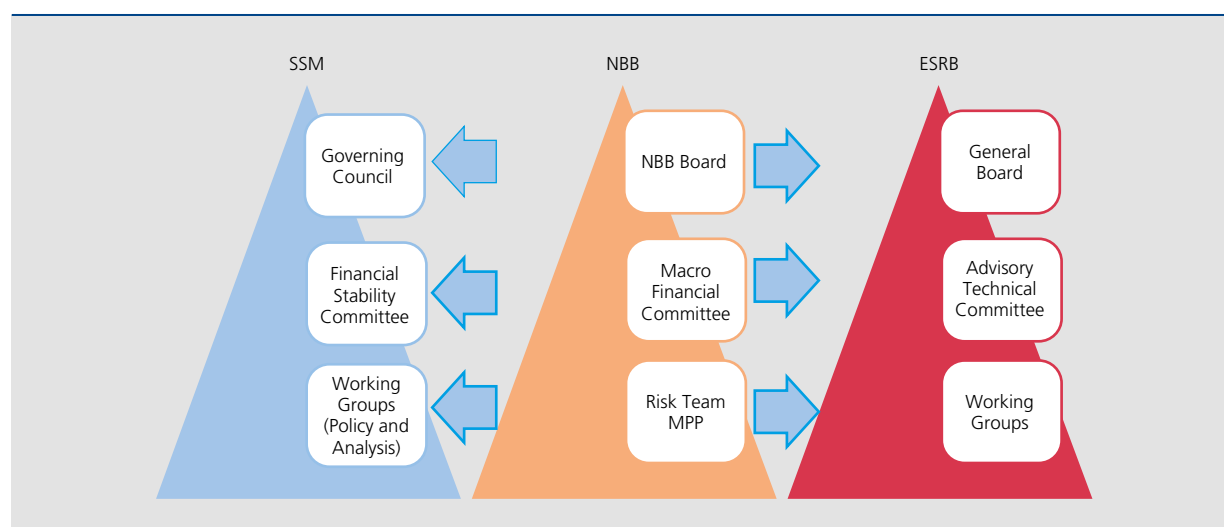 SSM
NBB
ESRB
Governing
Council
NBB Board
General
Board
Financial
Stability
Committee
Macro
Financial
Committee
Advisory
Technical
Committee
Working
Groups
(Policy and
Analysis)
Risk Team
MPP
Working
Groups